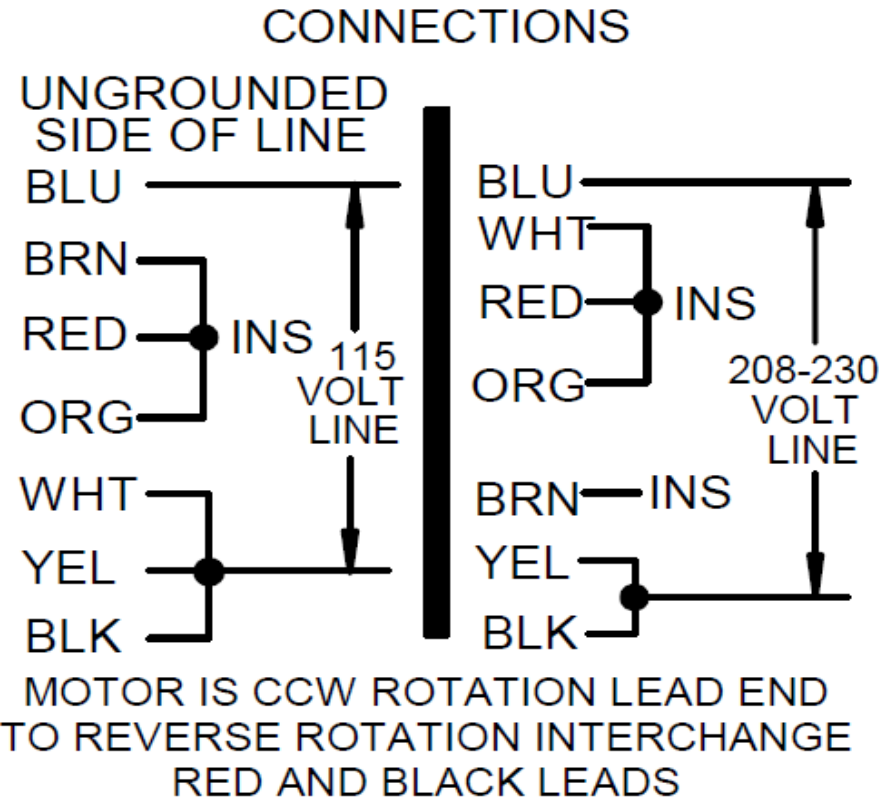 CONNECTIONS
UNGROUNDED
SIDE OF LINE
BLU
BRN
RED
INS
ORG
115
VOLT
LINE
WHT
YEL
BLK
BLU
WHT
RED
INS
ORG
208-230
VOLT
LINE
BRN
INS
YEL
BLK
MOTOR IS CCW ROTATION LEAD END
TO REVERSE ROTATION INTERCHANGE
RED AND BLACK LEADS